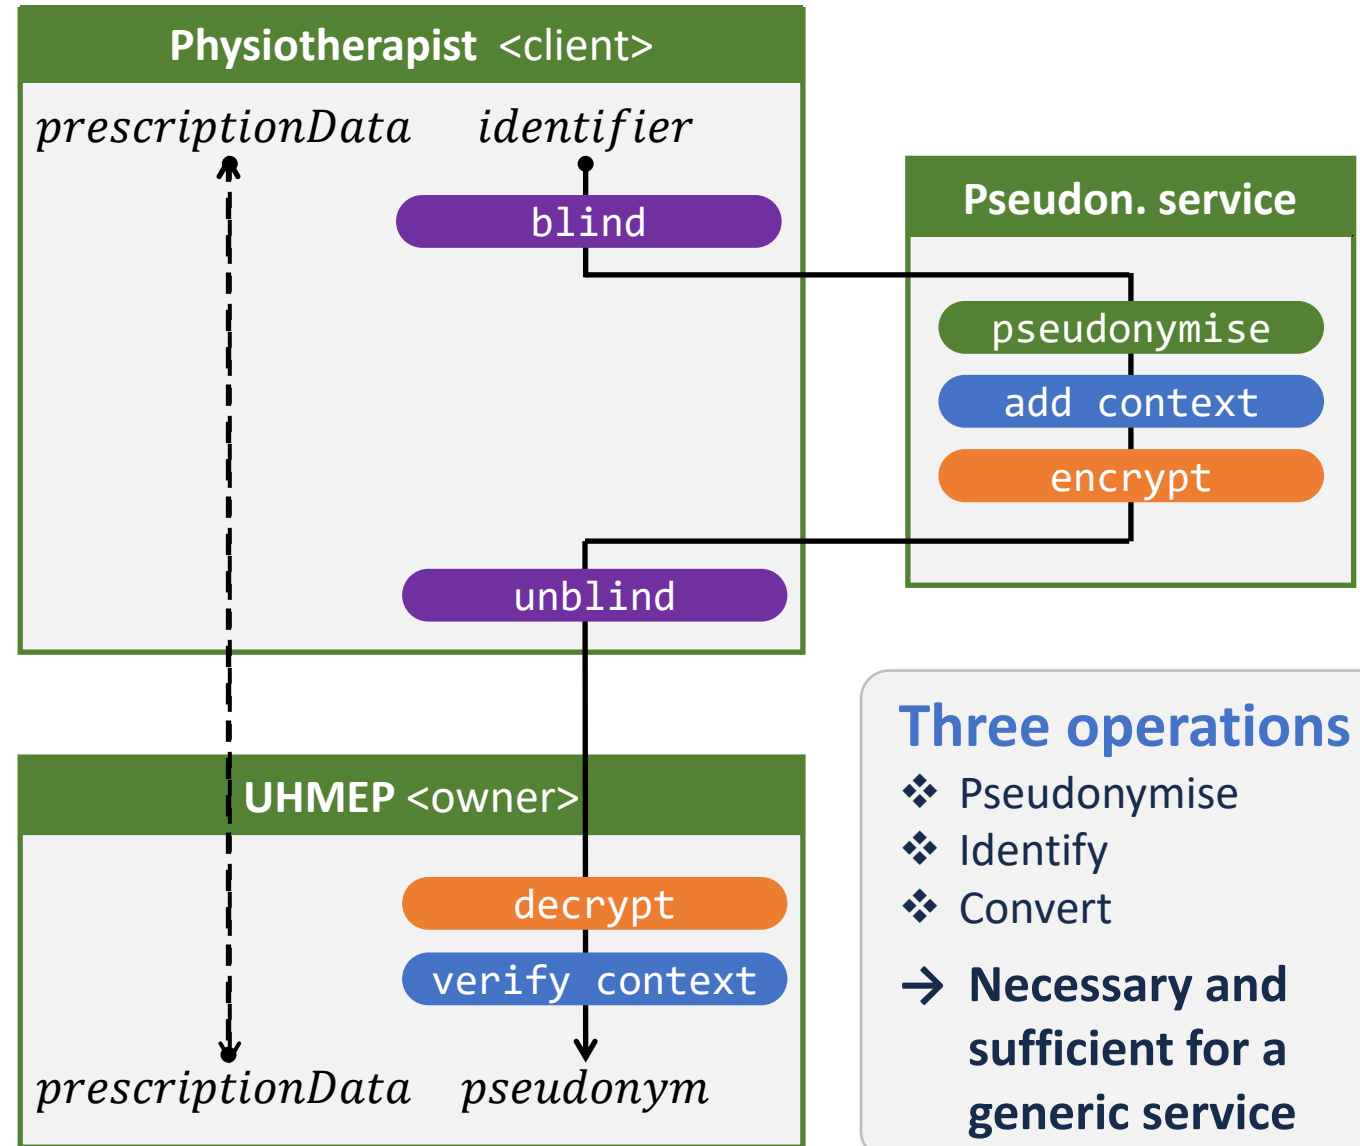 Physiotherapist <client>
prescriptionData identifier
blind
Pseudon. service
pseudonymise
add context
encrypt
unblind
UHMEP <owner>
decrypt
verify context
prescriptionData pseudonym
Three operations
❖ Pseudonymise
❖ Identify
❖ Convert
→ Necessary and
sufficient for a
generic service